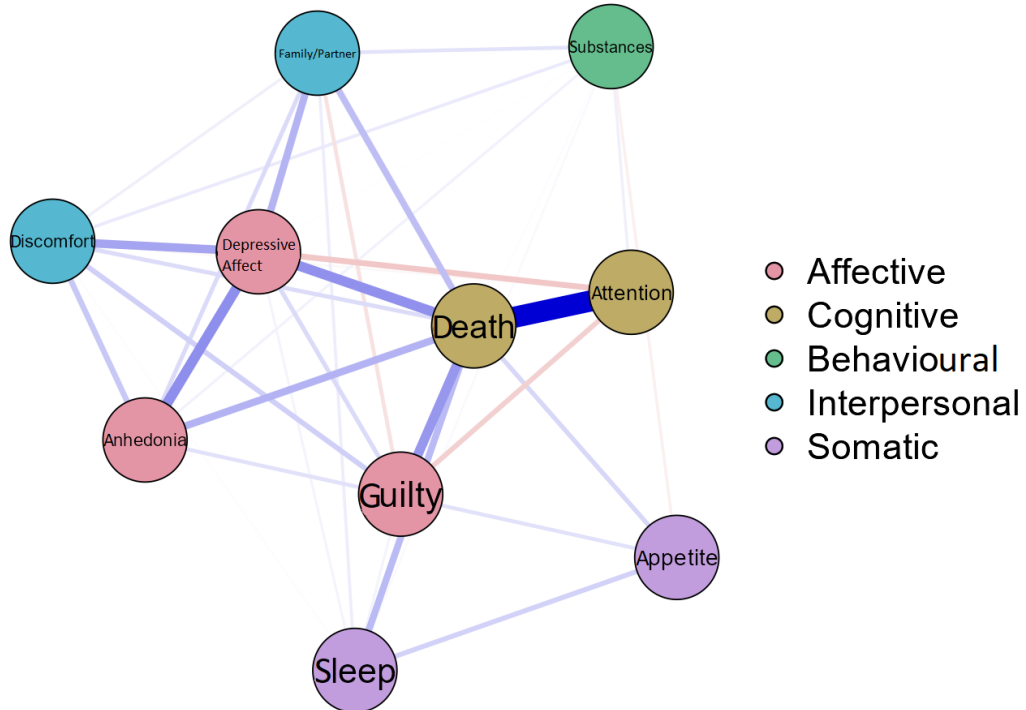 Family/Partner
Substances
Discomfort
Depressive
Affect
Death
Attention
Anhedonia
Guilty
Appetite
Sleep
Affective
Cognitive
Behavioural
Interpersonal
Somatic